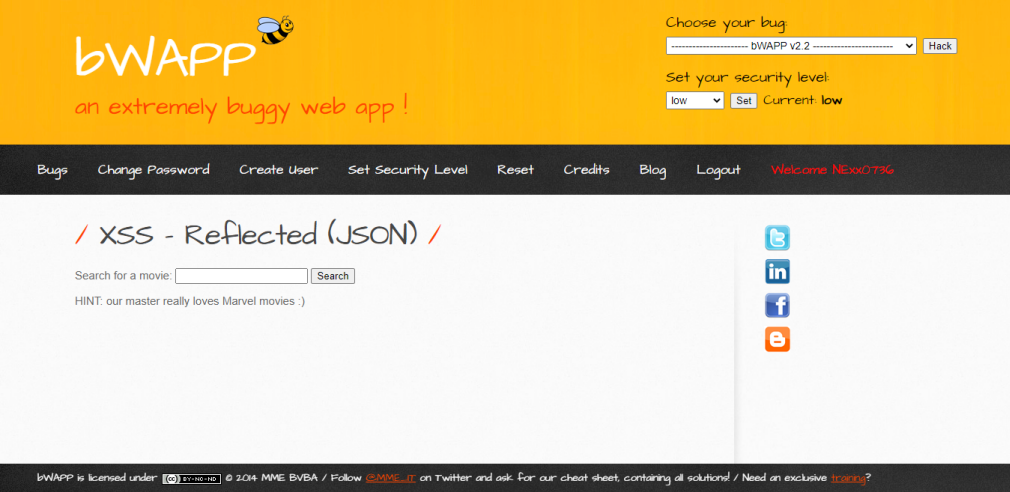 bWAPP
an extremely buggy web app !
Choose your bug:
---------------------- bWAPP v2.2 ----------------------- Hack
Set your security level:
low Set Current: low
Bugs Change Password Create User Set Security Level Reset Credits Blog Logout Welcome NExx0736
/ XSS - Reflected (JSON) /
Search for a movie: Search
HINT: our master really loves Marvel movies :)
bWAPP is licensed under (cc) BY-NC-ND © 2014 MME BVBA / Follow @MME_IT on Twitter and ask for our cheat sheet, containing all solutions! / Need an exclusive training?